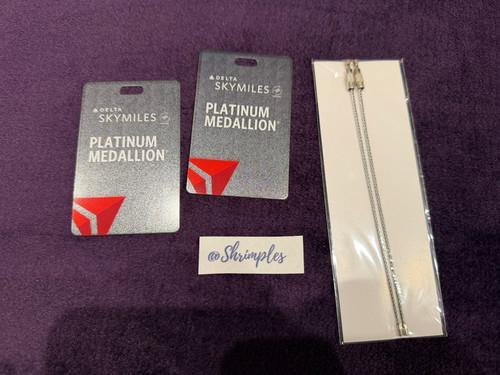 DELTA
SKYMILES
PLATINUM
MEDALLION®
DELTA
SKYMILES
PLATINUM
MEDALLION®
@Shrimples